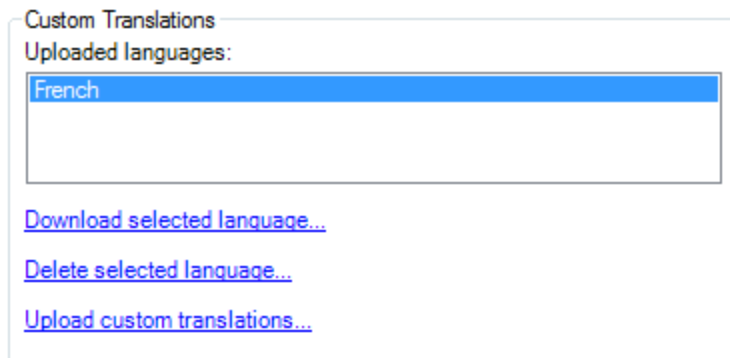 Custom Translations
Uploaded languages:
French
Download selected language...
Delete selected language...
Upload custom translations...